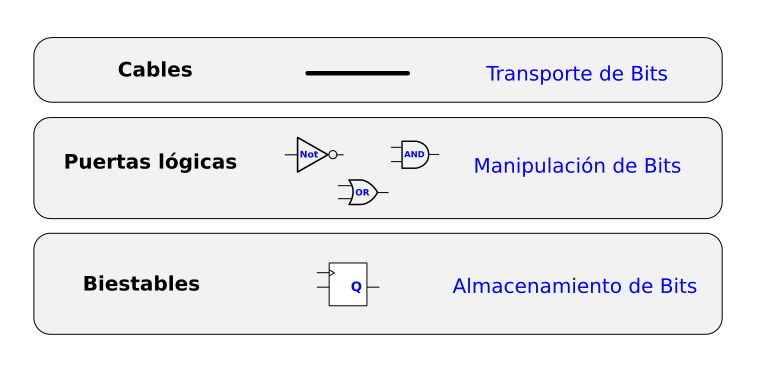 Cables
Transporte de Bits
Puertas lógicas
Not
AND
OR
Manipulación de Bits
Biestables
Q
Almacenamiento de Bits